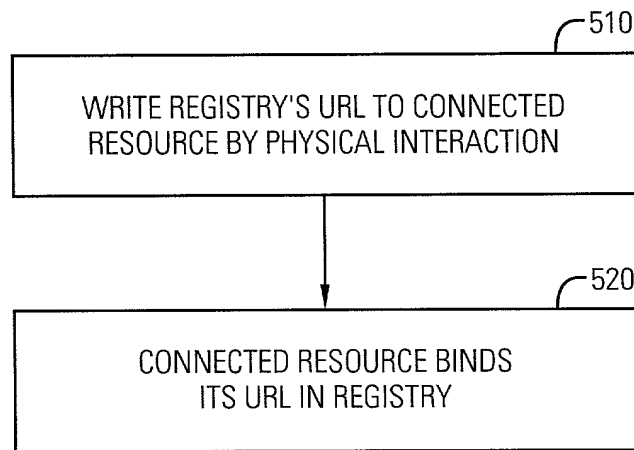 510
WRITE REGISTRY'S URL TO CONNECTED
RESOURCE BY PHYSICAL INTERACTION
520
CONNECTED RESOURCE BINDS
ITS URL IN REGISTRY